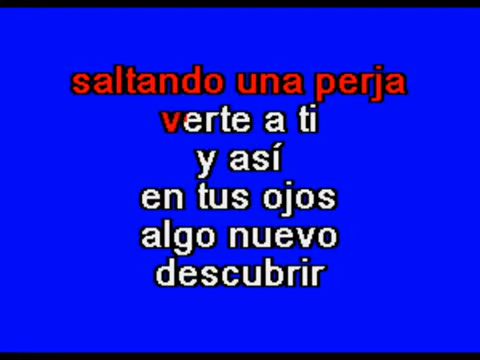 saltando una perja
verte a ti
y así
en tus ojos
algo nuevo
descubrir